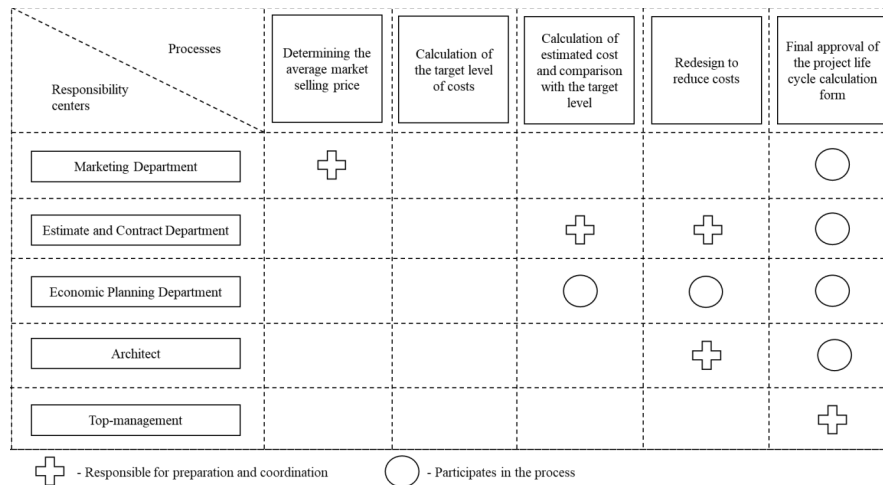 Processes
Responsibility
centers
Determining the
average market
selling price
Calculation of
the target level
of costs
Calculation of
estimated cost
and comparison
with the target
level
Redesign to
reduce costs
Final approval of
the project life
cycle calculation
form
Marketing Department
Estimate and Contract Department
Economic Planning Department
Architect
Top-management
- Responsible for preparation and coordination
- Participates in the process